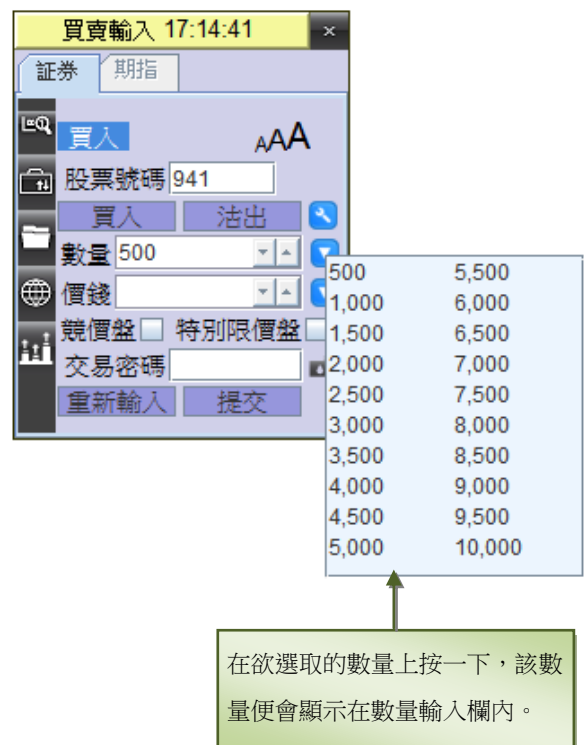 買賣輸入 17:14:41 ×
証券 期指
買入 AAA
股票號碼 941
買入 沽出
數量 500
價錢
競價盤 特別限價盤
交易密碼
重新輸入 提交
500 5,500
1,000 6,000
1,500 6,500
2,000 7,000
2,500 7,500
3,000 8,000
3,500 8,500
4,000 9,000
4,500 9,500
5,000 10,000
在欲選取的數量上按一下,該數
量便會顯示在數量輸入欄內。